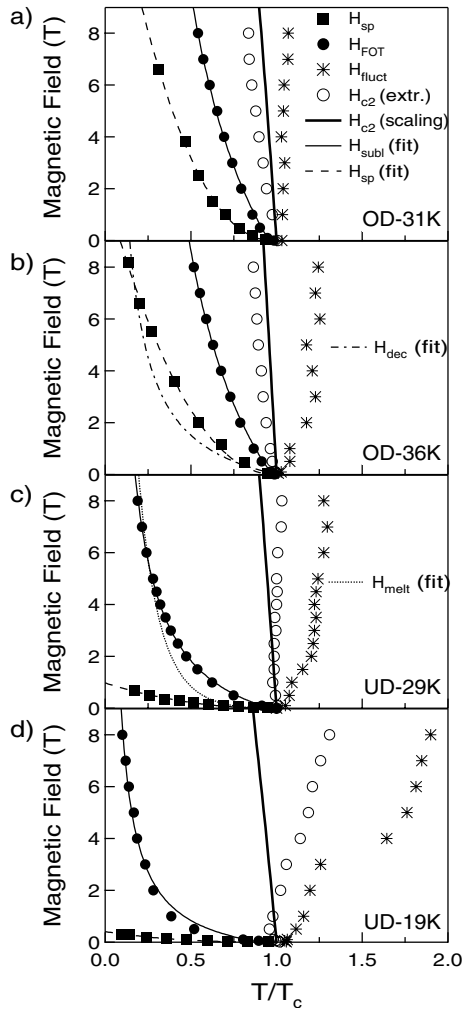 a)
Magnetic Field (T)
8
6
4
2
0
H_sp
H_FOT
H_fluct
H_c2 (extr.)
H_c2 (scaling)
H_subl (fit)
H_sp (fit)
OD-31K
b)
Magnetic Field (T)
8
6
4
2
0
H_dec (fit)
OD-36K
c)
Magnetic Field (T)
8
6
4
2
0
H_melt (fit)
UD-29K
d)
Magnetic Field (T)
8
6
4
2
0
UD-19K
0.0 0.5 1.0 1.5 2.0
T/T_c